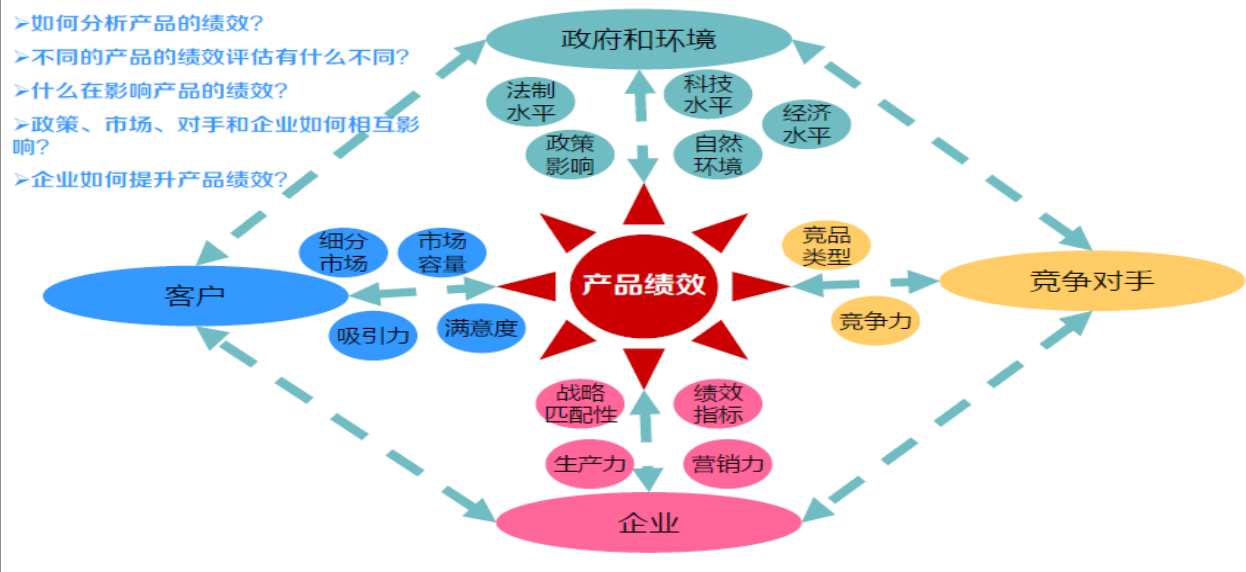 ➢如何分析产品的绩效?
➢不同的产品的绩效评估有什么不同?
➢什么在影响产品的绩效?
➢政策、市场、对手和企业如何相互影
响?
➢企业如何提升产品绩效?
政府和环境
法制
水平
科技
水平
经济
水平
政策
影响
自然
环境
细分
市场
市场
容量
客户
吸引力
满意度
产品绩效
竞品
类型
竞争对手
竞争力
战略
匹配性
绩效
指标
生产力
营销力
企业